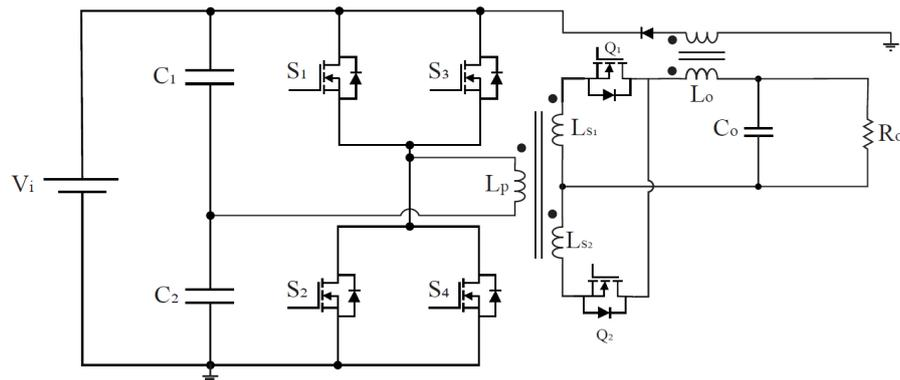 C₁
S₁
S₃
Q₁
Lₒ
Lₛ₁
Cₒ
Rₒ
Vᵢ
Lₚ
Lₛ₂
C₂
S₂
S₄
Q₂